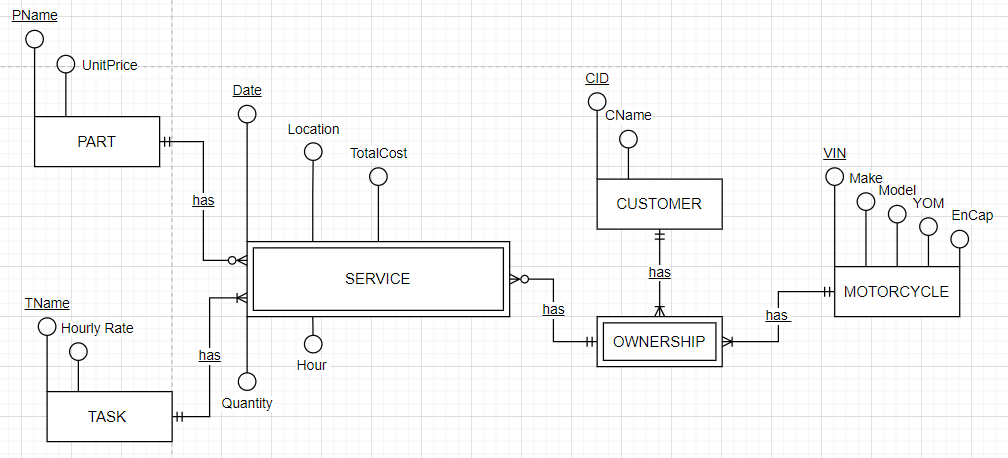 PName
UnitPrice
PART
has
Date
Location
TotalCost
SERVICE
TName
Hourly Rate
has
TASK
Hour
Quantity
CID
CName
CUSTOMER
has
has
OWNERSHIP
has
VIN
Make
Model
YOM
EnCap
MOTORCYCLE